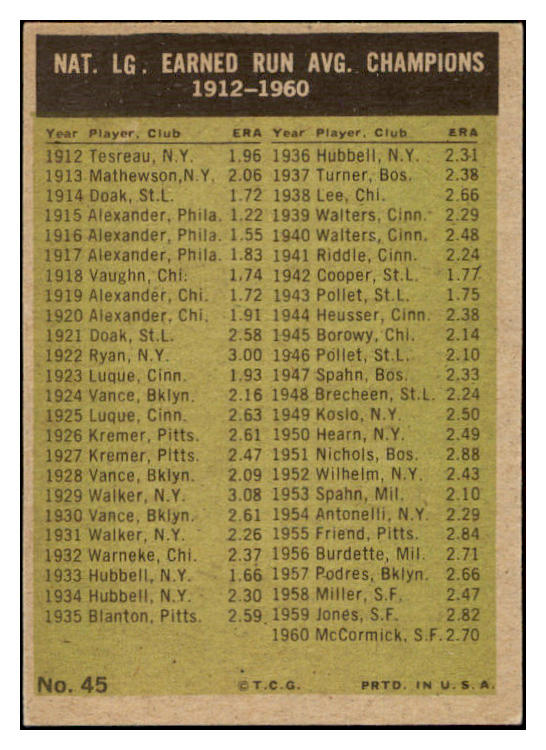 NAT. LG. EARNED RUN AVG. CHAMPIONS
1912–1960
Year Player, Club ERA
1912 Tesreau, N.Y. 1.96
1913 Mathewson, N.Y. 2.06
1914 Doak, St.L. 1.72
1915 Alexander, Phila. 1.22
1916 Alexander, Phila. 1.55
1917 Alexander, Phila. 1.83
1918 Vaughn, Chi. 1.74
1919 Alexander, Chi. 1.72
1920 Alexander, Chi. 1.91
1921 Doak, St.L. 2.58
1922 Ryan, N.Y. 3.00
1923 Luque, Cinn. 1.93
1924 Vance, Bklyn. 2.16
1925 Luque, Cinn. 2.63
1926 Kremer, Pitts. 2.61
1927 Kremer, Pitts. 2.47
1928 Vance, Bklyn. 2.09
1929 Walker, N.Y. 3.08
1930 Vance, Bklyn. 2.61
1931 Walker, N.Y. 2.26
1932 Warneke, Chi. 2.37
1933 Hubbell, N.Y. 1.66
1934 Hubbell, N.Y. 2.30
1935 Blanton, Pitts. 2.59
Year Player, Club ERA
1936 Hubbell, N.Y. 2.31
1937 Turner, Bos. 2.38
1938 Lee, Chi. 2.66
1939 Walters, Cinn. 2.29
1940 Walters, Cinn. 2.48
1941 Riddle, Cinn. 2.24
1942 Cooper, St.L. 1.77
1943 Pollet, St.L. 1.75
1944 Heusser, Cinn. 2.38
1945 Borowy, Chi. 2.14
1946 Pollet, St.L. 2.10
1947 Spahn, Bos. 2.33
1948 Brecheen, St.L. 2.24
1949 Koslo, N.Y. 2.50
1950 Hearn, N.Y. 2.49
1951 Nichols, Bos. 2.88
1952 Wilhelm, N.Y. 2.43
1953 Spahn, Mil. 2.10
1954 Antonelli, N.Y. 2.29
1955 Friend, Pitts. 2.84
1956 Burdette, Mil. 2.71
1957 Podres, Bklyn. 2.66
1958 Miller, S.F. 2.47
1959 Jones, S.F. 2.82
1960 McCormick, S.F. 2.70
No. 45 © T.C.G. PRTD. IN U.S.A.